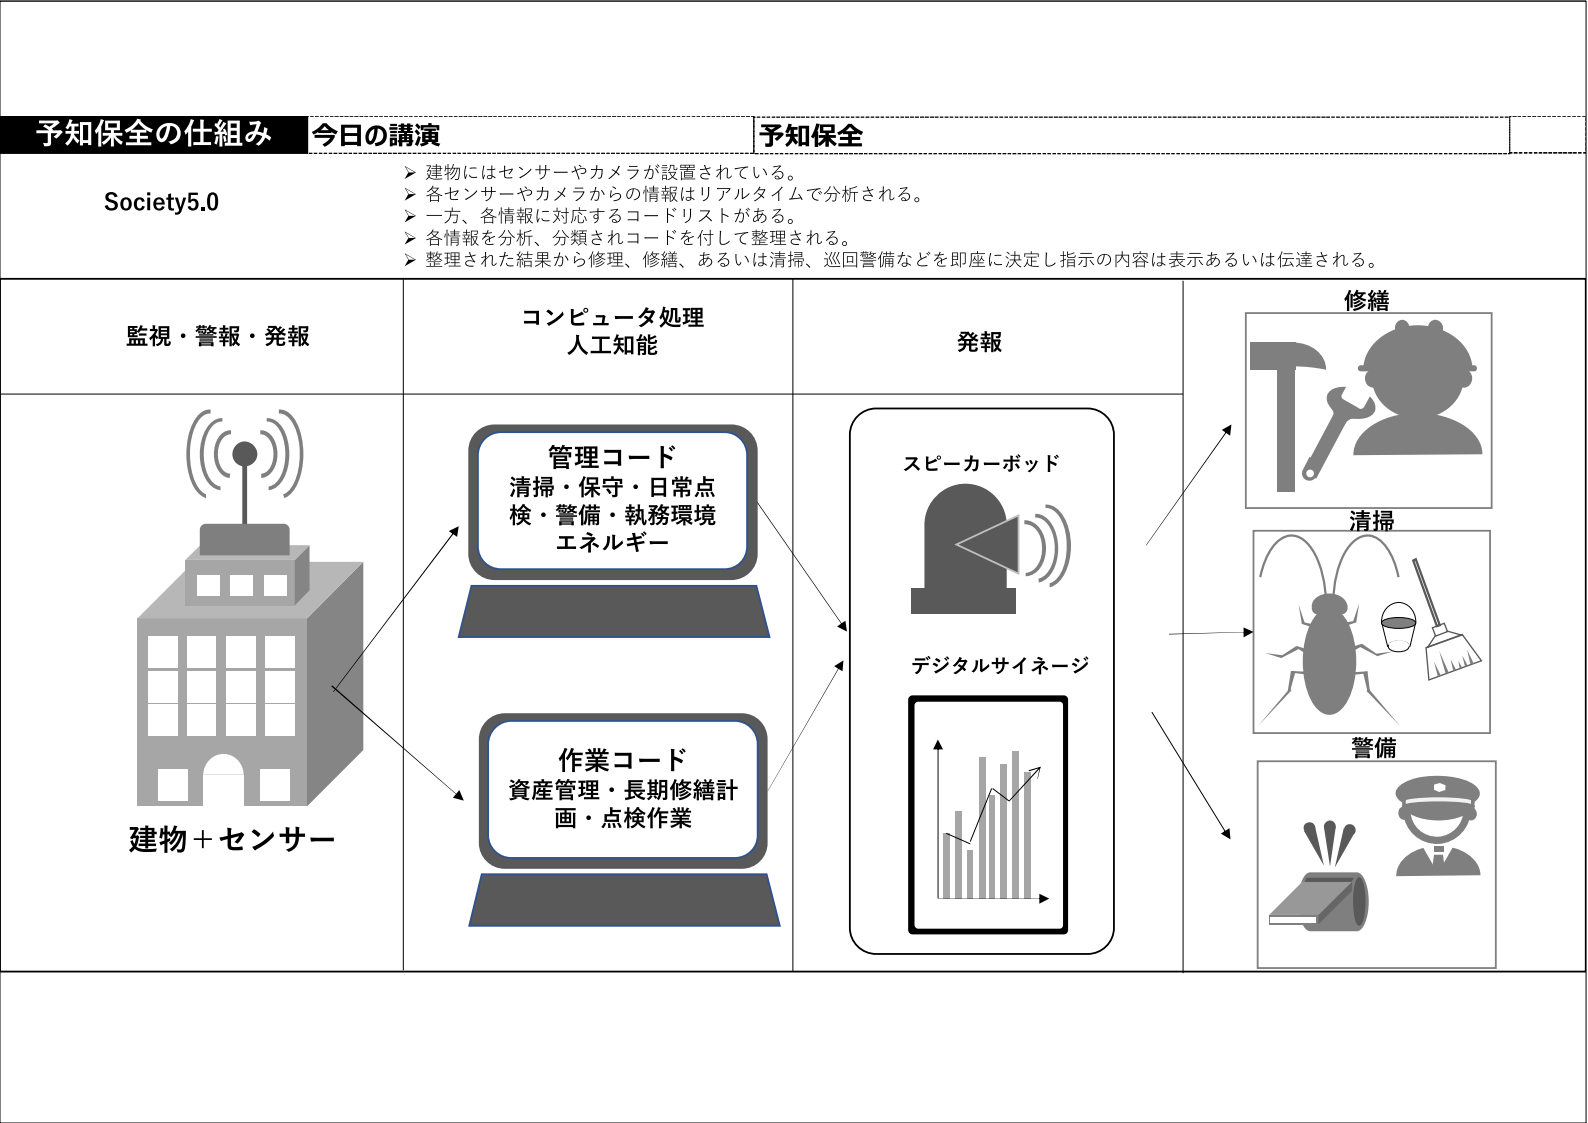 予知保全の仕組み
今日の講演
予知保全
Society5.0
➢ 建物にはセンサーやカメラが設置されている。
➢ 各センサーやカメラからの情報はリアルタイムで分析される。
➢ 一方、各情報に対応するコードリストがある。
➢ 各情報を分析、分類されコードを付して整理される。
➢ 整理された結果から修理、修繕、あるいは清掃、巡回警備などを即座に決定し指示の内容は表示あるいは伝達される。
監視・警報・発報
コンピュータ処理
人工知能
発報
修繕
清掃
警備
建物＋センサー
管理コード
清掃・保守・日常点
検・警備・執務環境
エネルギー
作業コード
資産管理・長期修繕計
画・点検作業
スピーカーボッド
デジタルサイネージ